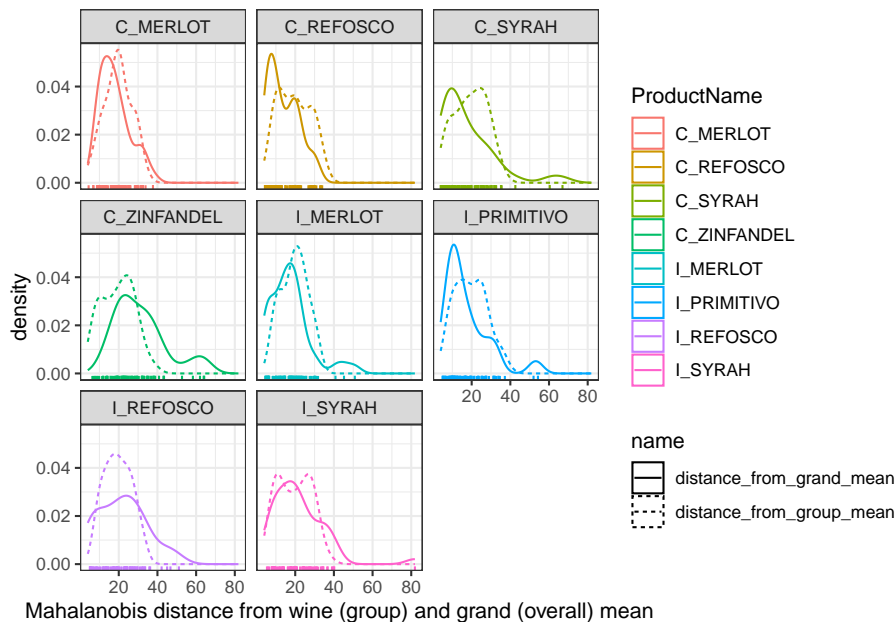 C_MERLOT
C_REFOSCO
C_SYRAH
0.04
0.02
0.00
C_ZINFANDEL
I_MERLOT
I_PRIMITIVO
0.04
0.02
0.00
20 40 60 80
I_REFOSCO
I_SYRAH
0.04
0.02
0.00
20 40 60 80
20 40 60 80
density
Mahalanobis distance from wine (group) and grand (overall) mean
ProductName
C_MERLOT
C_REFOSCO
C_SYRAH
C_ZINFANDEL
I_MERLOT
I_PRIMITIVO
I_REFOSCO
I_SYRAH
name
distance_from_grand_mean
distance_from_group_mean